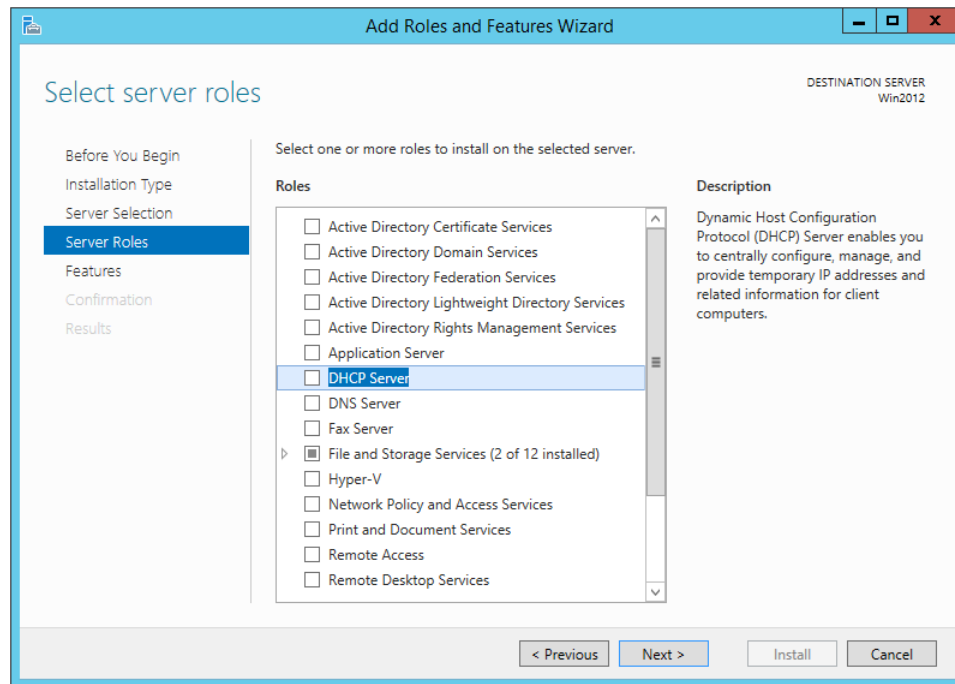 Add Roles and Features Wizard
Select server roles
DESTINATION SERVER
Win2012
Before You Begin
Installation Type
Server Selection
Server Roles
Features
Confirmation
Results
Select one or more roles to install on the selected server.
Roles
Active Directory Certificate Services
Active Directory Domain Services
Active Directory Federation Services
Active Directory Lightweight Directory Services
Active Directory Rights Management Services
Application Server
DHCP Server
DNS Server
Fax Server
File and Storage Services (2 of 12 installed)
Hyper-V
Network Policy and Access Services
Print and Document Services
Remote Access
Remote Desktop Services
Description
Dynamic Host Configuration
Protocol (DHCP) Server enables you
to centrally configure, manage, and
provide temporary IP addresses and
related information for client
computers.
< Previous
Next >
Install
Cancel